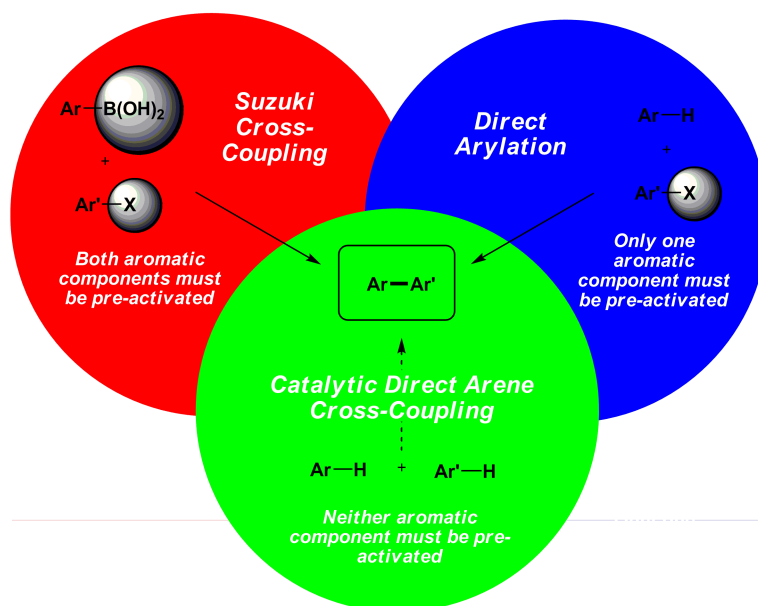 Suzuki
Cross-
Coupling
Ar—B(OH)2
+
Ar'—X
Both aromatic
components must
be pre-activated
Direct
Arylation
Ar—H
+
Ar'—X
Only one
aromatic
component must
be pre-activated
Ar—Ar'
Catalytic Direct Arene
Cross-Coupling
Ar—H + Ar'—H
Neither aromatic
component must be pre-
activated